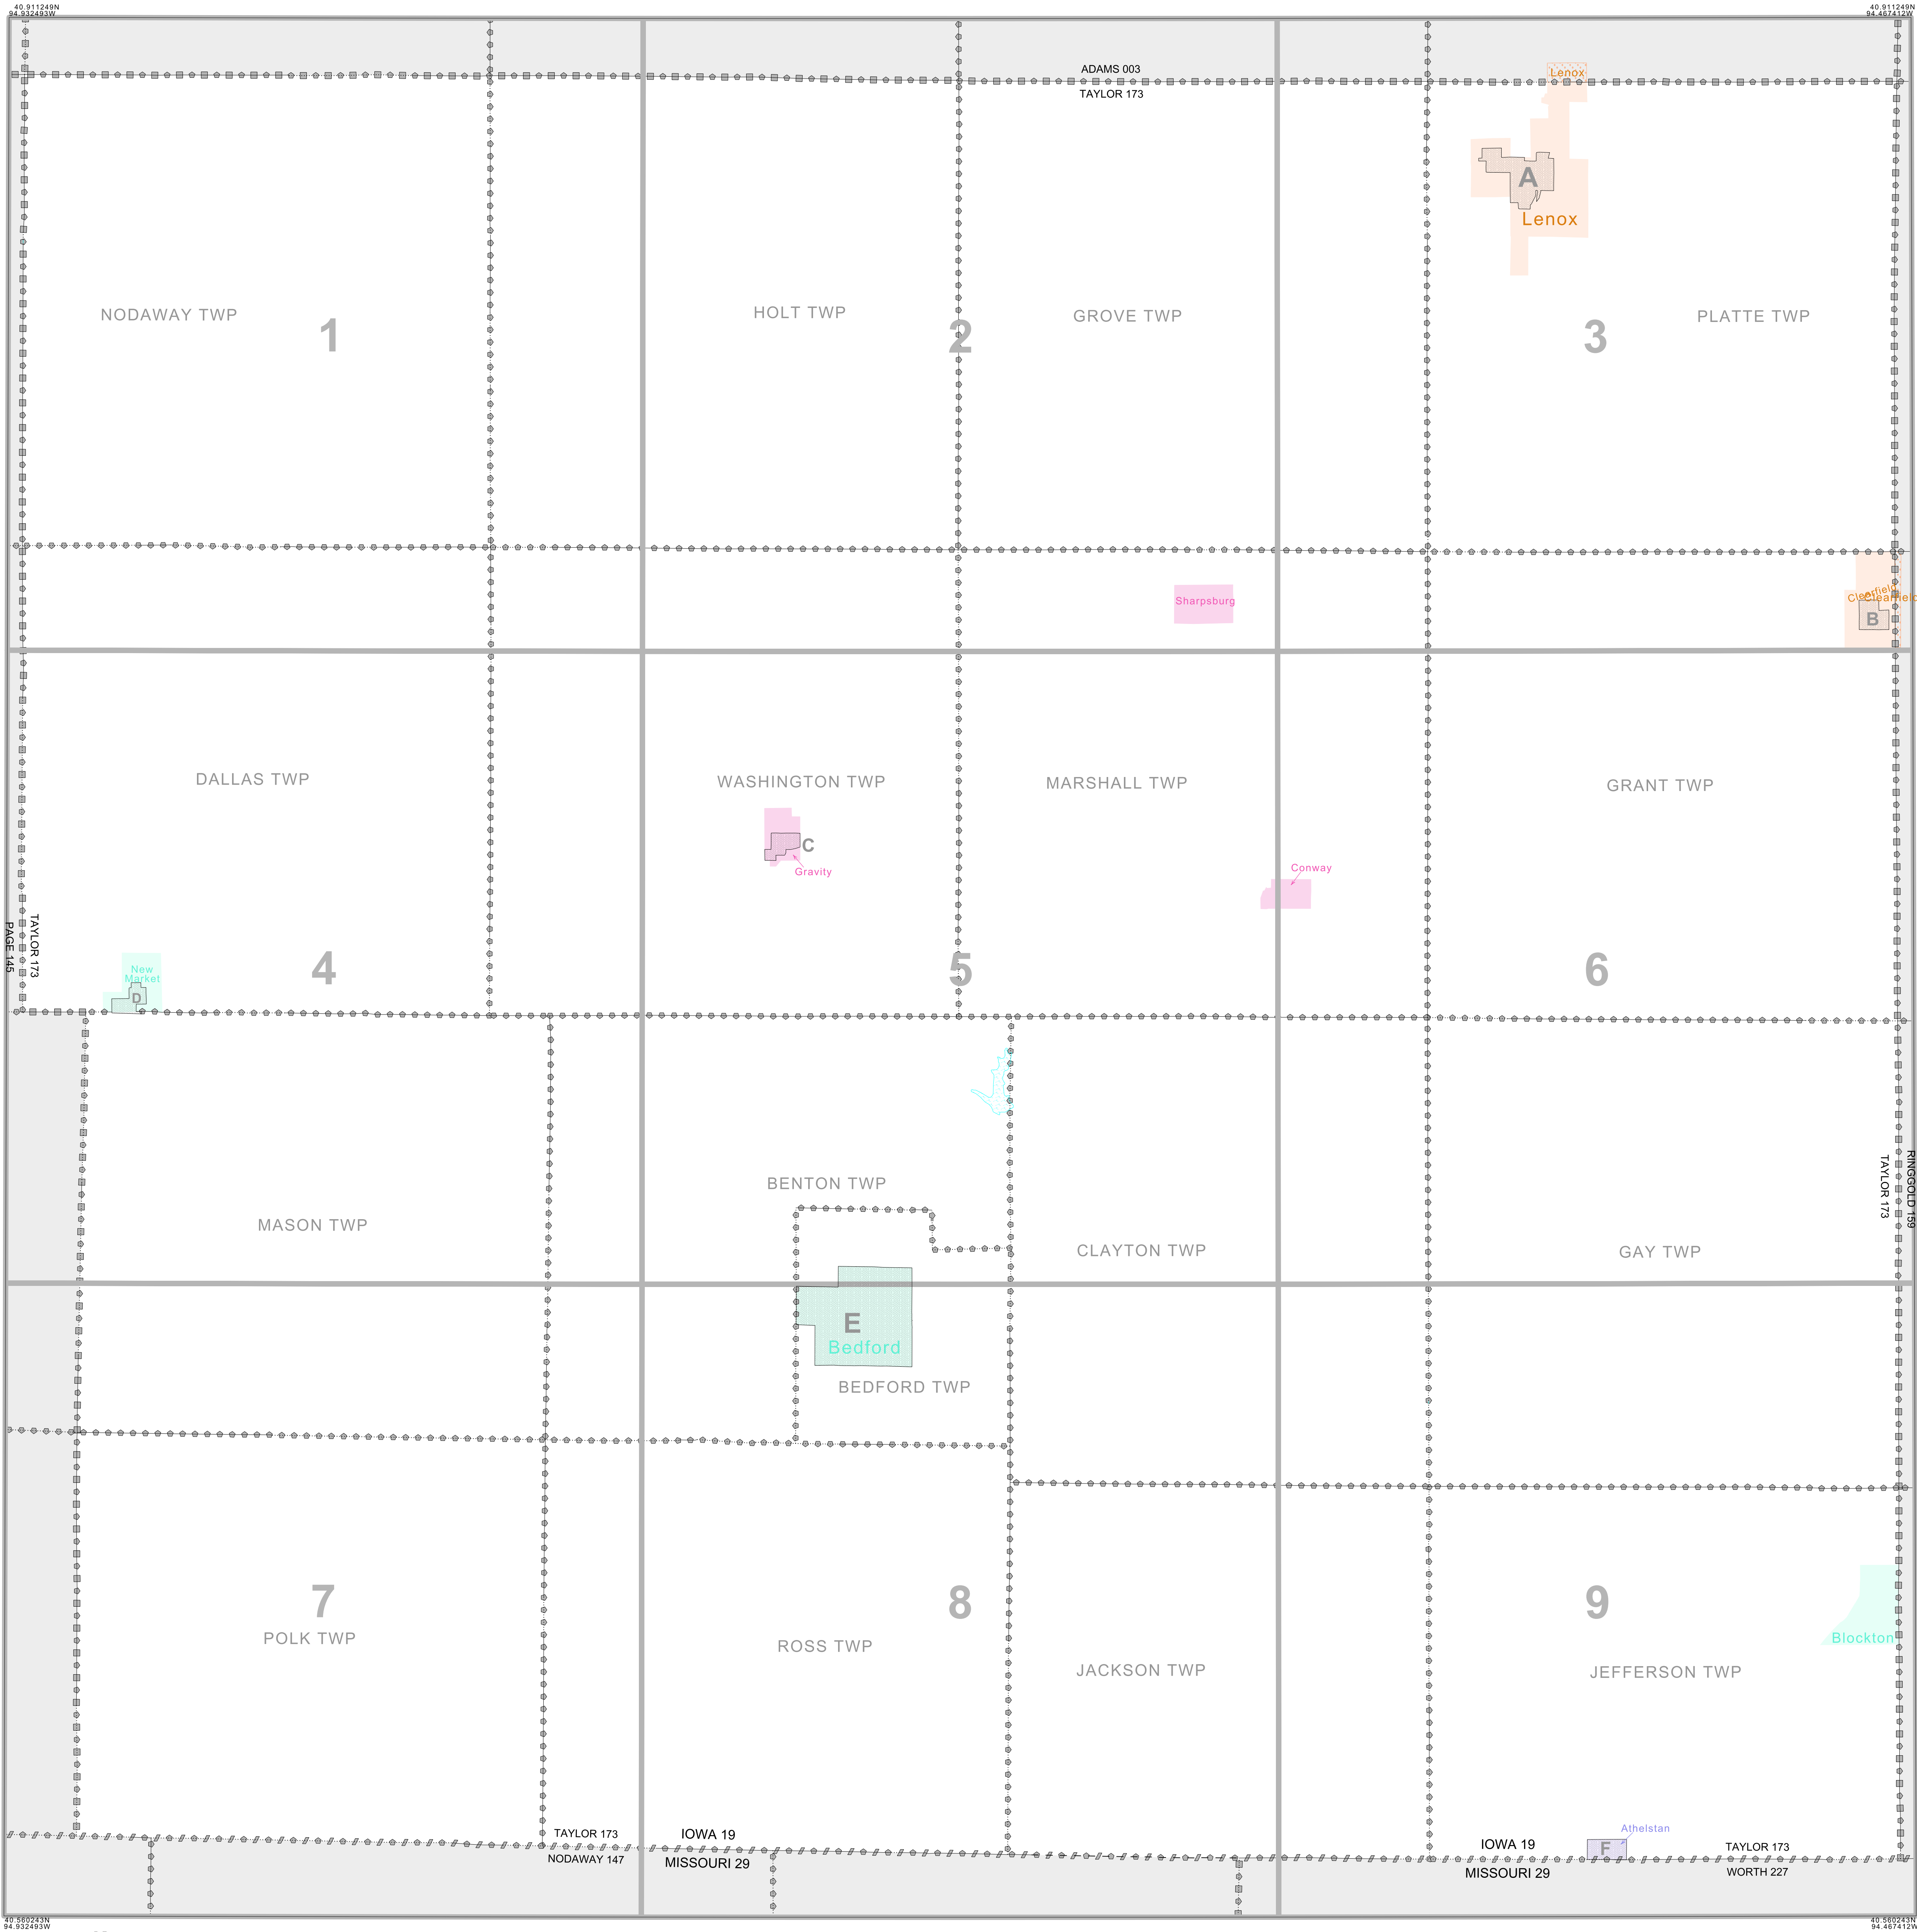 40.911249N
94.932493W
40.911249N
94.467412W
ADAMS 003
TAYLOR 173
Lenox
A
Lenox
NODAWAY TWP
HOLT TWP
GROVE TWP
PLATTE TWP
1
2
3
Sharpsburg
Clearfield
Clearfield
B
DALLAS TWP
WASHINGTON TWP
MARSHALL TWP
GRANT TWP
C
Gravity
Conway
PAGE 145
TAYLOR 173
New
Market
D
4
5
6
BENTON TWP
MASON TWP
CLAYTON TWP
GAY TWP
TAYLOR 173
RINGGOLD 159
E
Bedford
BEDFORD TWP
7
8
9
POLK TWP
ROSS TWP
JACKSON TWP
JEFFERSON TWP
Blockton
Athelstan
F
TAYLOR 173
NODAWAY 147
IOWA 19
MISSOURI 29
IOWA 19
MISSOURI 29
TAYLOR 173
WORTH 227
40.560243N
94.932493W
40.560243N
94.467412W